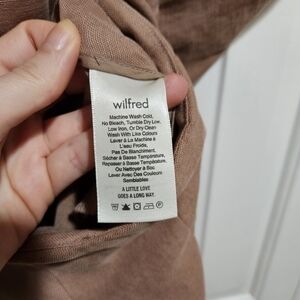 wilfred
Machine Wash Cold,
No Bleach, Tumble Dry Low,
Low Iron, Or Dry Clean
Wash With Like Colours
Laver à La Machine à
L'eau Froide,
Pas De Blanchiment,
Sécher à Basse Température,
Repasser à Basse Température,
Ou Nettoyer à Sec
Laver Avec Des Couleurs
Semblables
A LITTLE LOVE
GOES A LONG WAY.